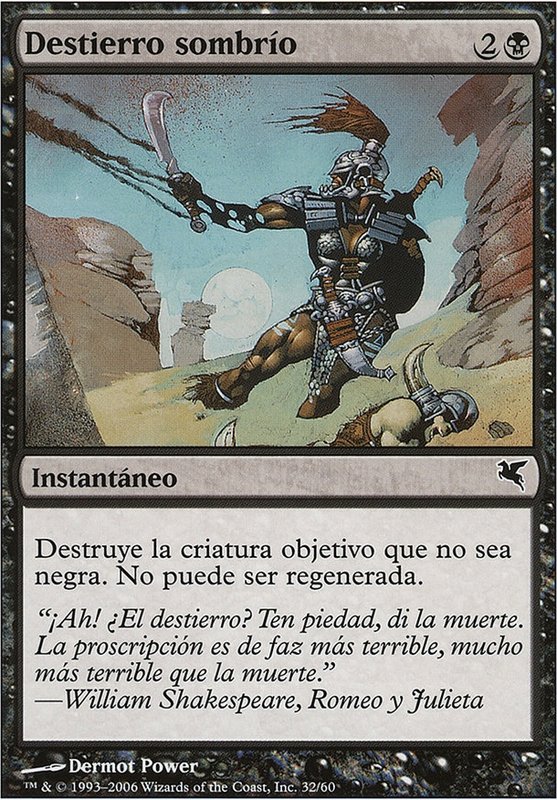 Destierro sombrío 2
Instantáneo
Destruye la criatura objetivo que no sea
negra. No puede ser regenerada.
“¡Ah! ¿El destierro? Ten piedad, di la muerte.
La proscripción es de faz más terrible, mucho
más terrible que la muerte.”
—William Shakespeare, Romeo y Julieta
Dermot Power
™ & © 1993–2006 Wizards of the Coast, Inc. 32/60